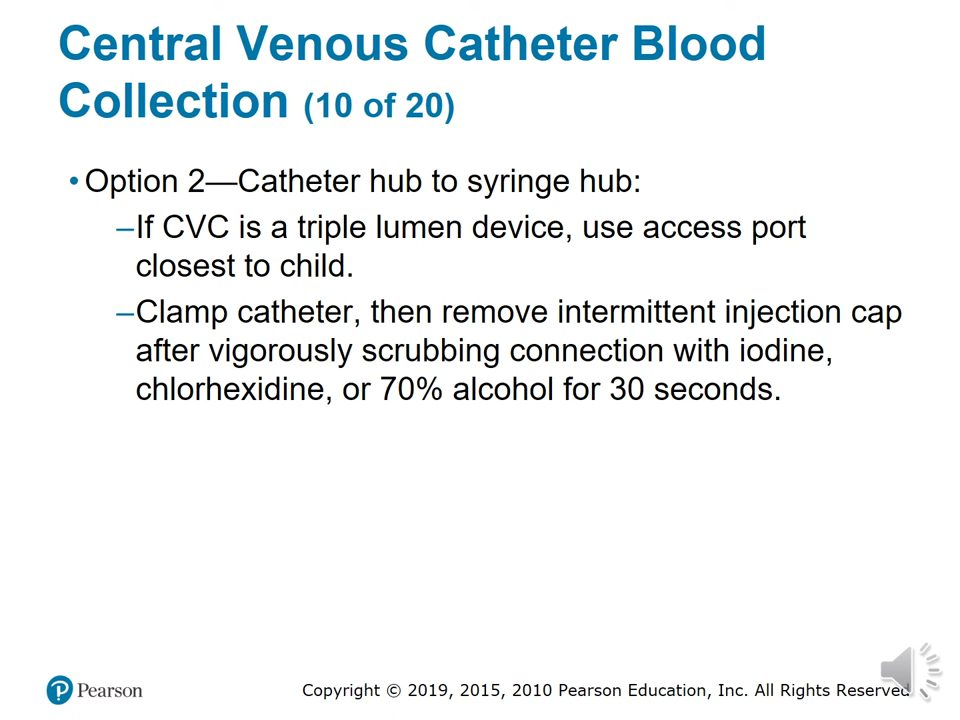 Central Venous Catheter Blood
Collection (10 of 20)
• Option 2—Catheter hub to syringe hub:
–If CVC is a triple lumen device, use access port
closest to child.
–Clamp catheter, then remove intermittent injection cap
after vigorously scrubbing connection with iodine,
chlorhexidine, or 70% alcohol for 30 seconds.
Pearson
Copyright © 2019, 2015, 2010 Pearson Education, Inc. All Rights Reserved